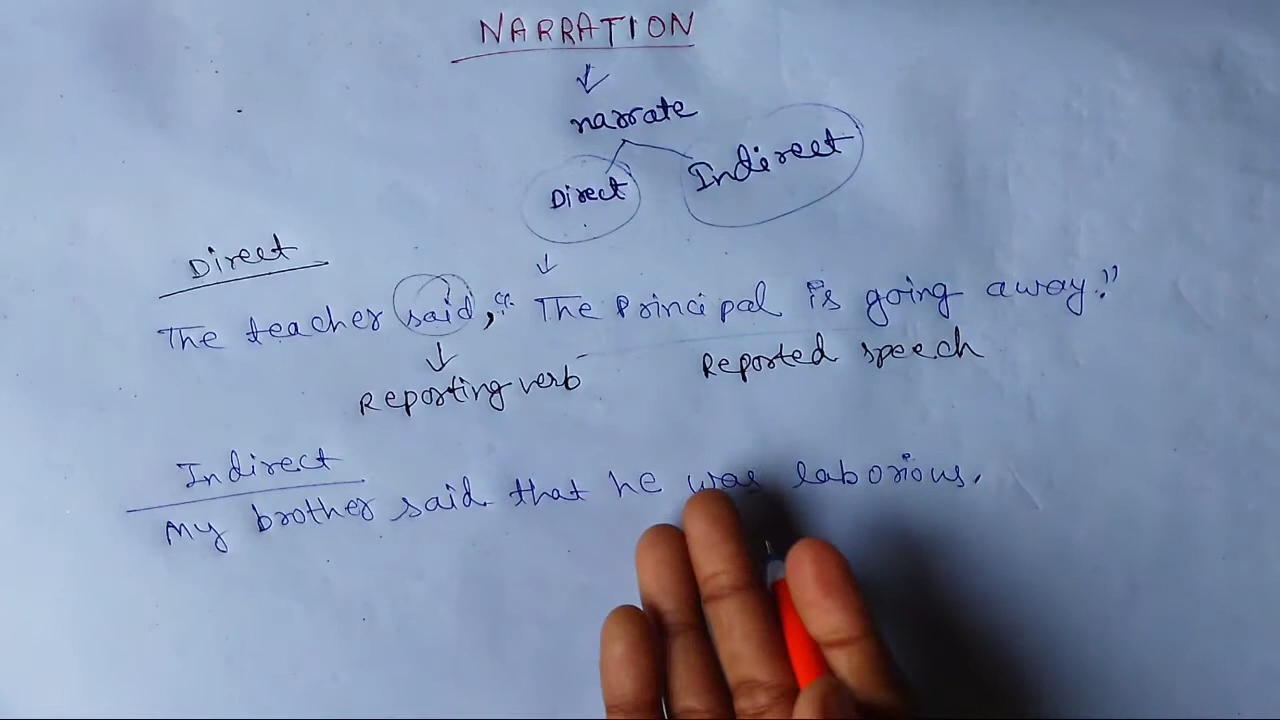 NARRATION
narrate
Direct Indirect
Direct
The teacher said, "The Principal is going away."
Reporting verb Reported speech
Indirect
My brother said that he was laborious.